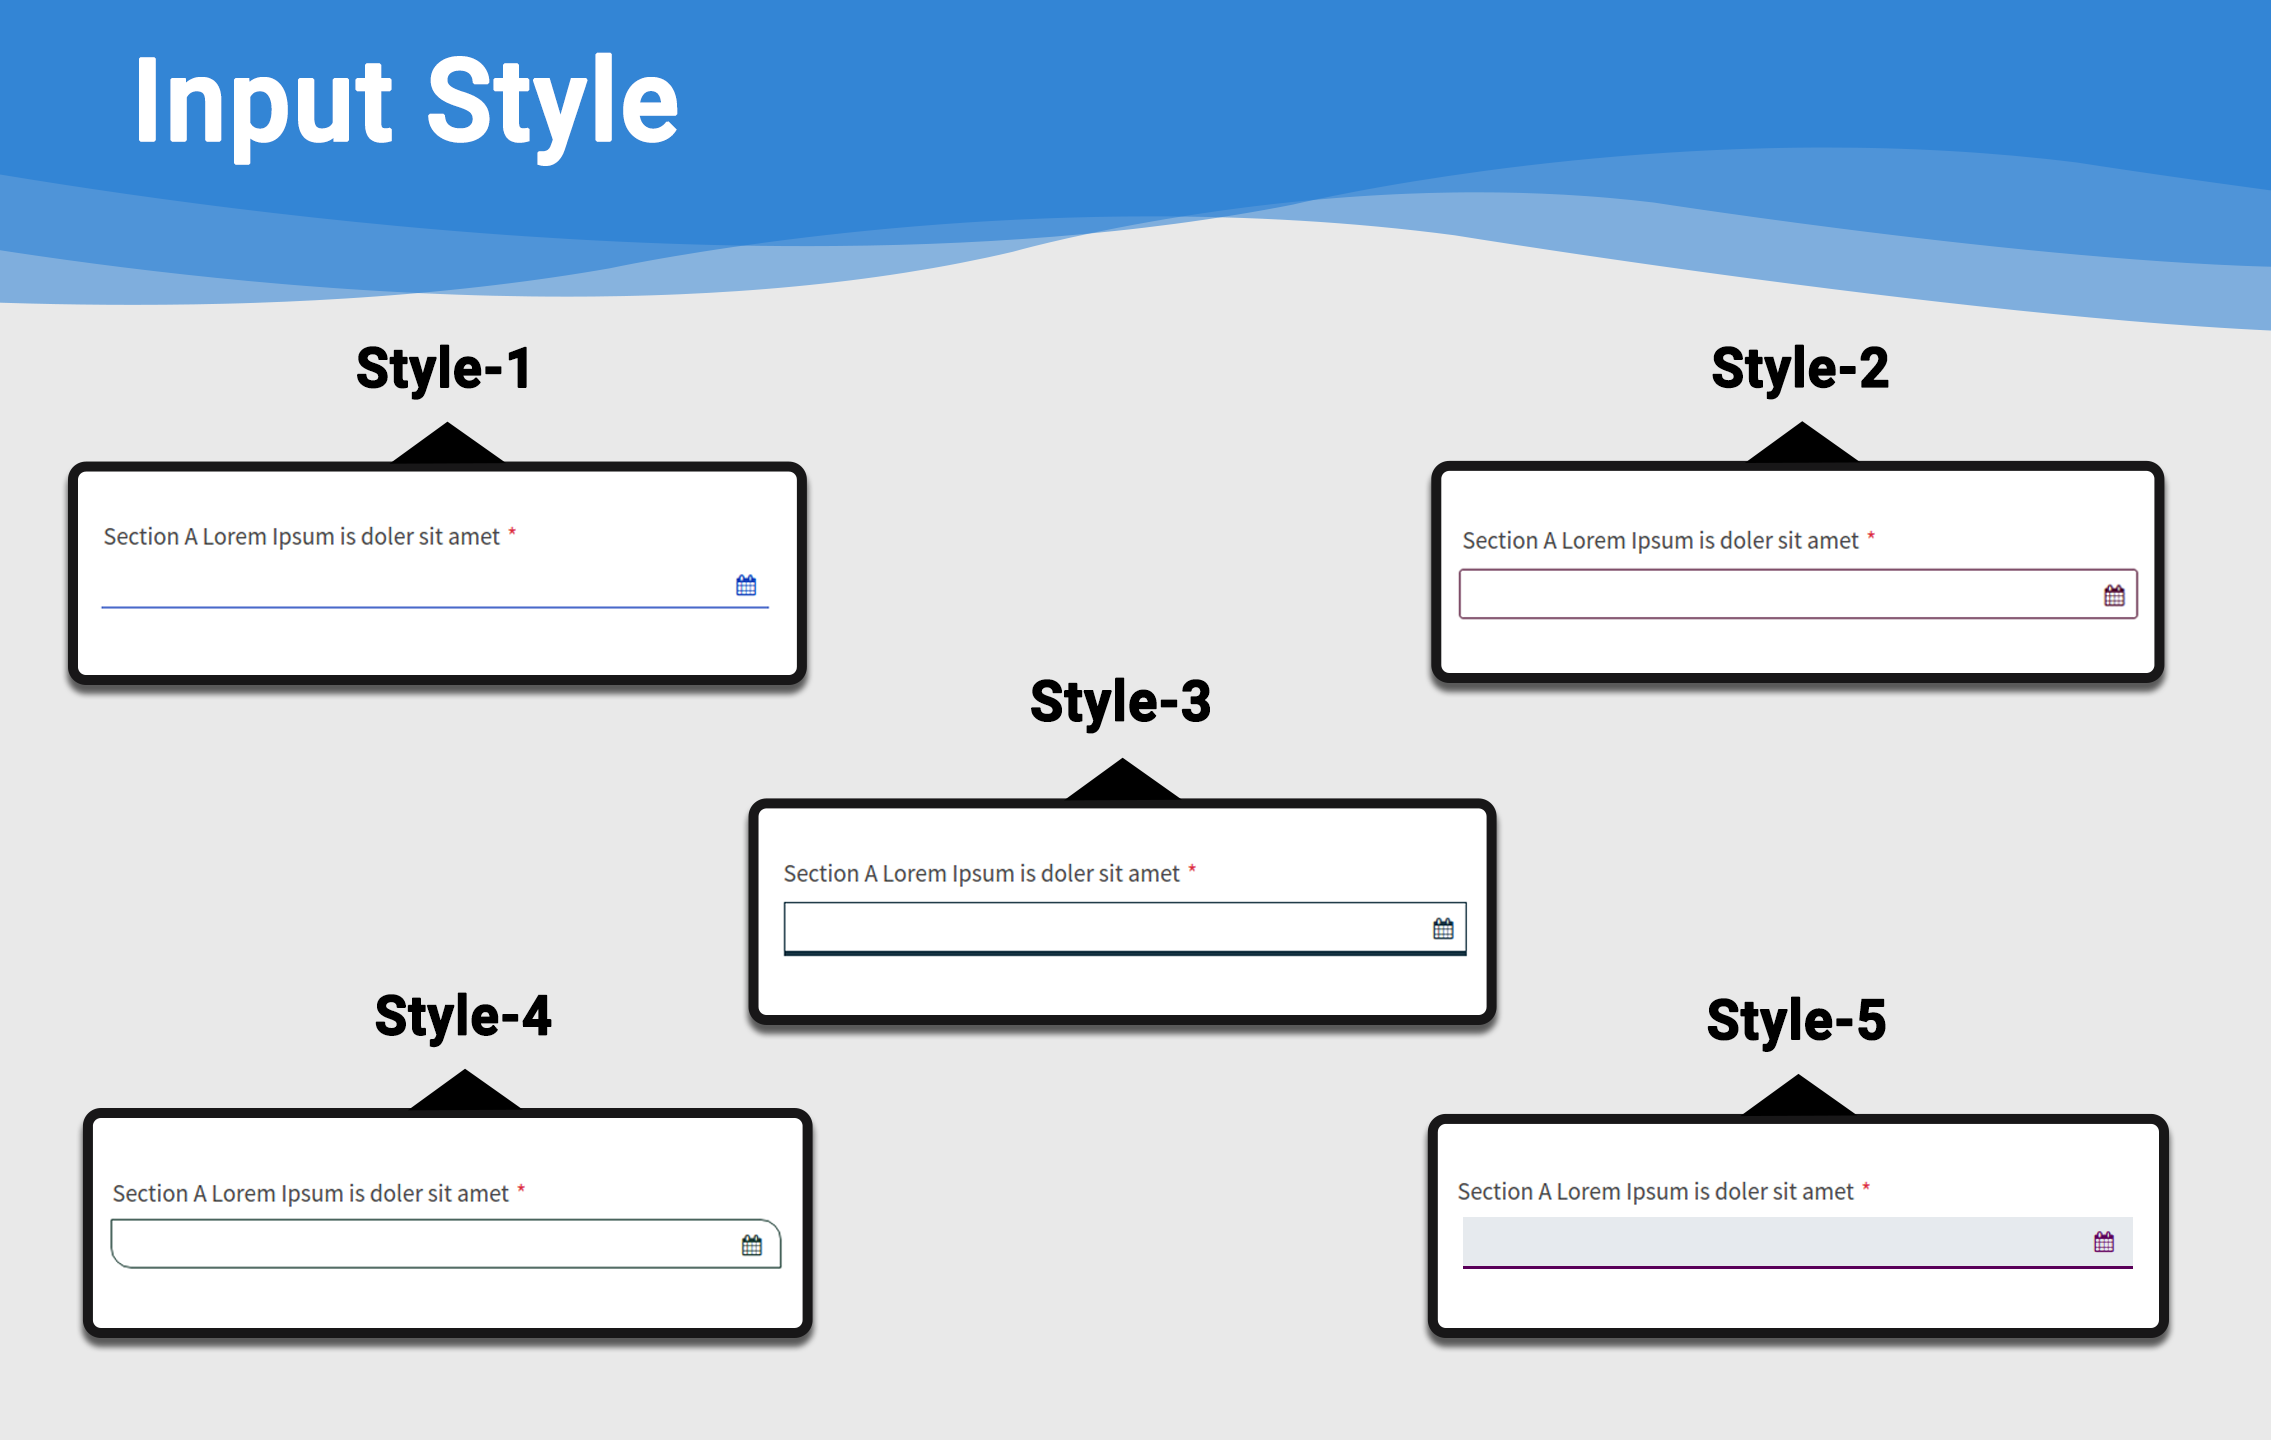 Input Style
Style-1
Section A Lorem Ipsum is doler sit amet *
Style-2
Section A Lorem Ipsum is doler sit amet *
Style-3
Section A Lorem Ipsum is doler sit amet *
Style-4
Section A Lorem Ipsum is doler sit amet *
Style-5
Section A Lorem Ipsum is doler sit amet *